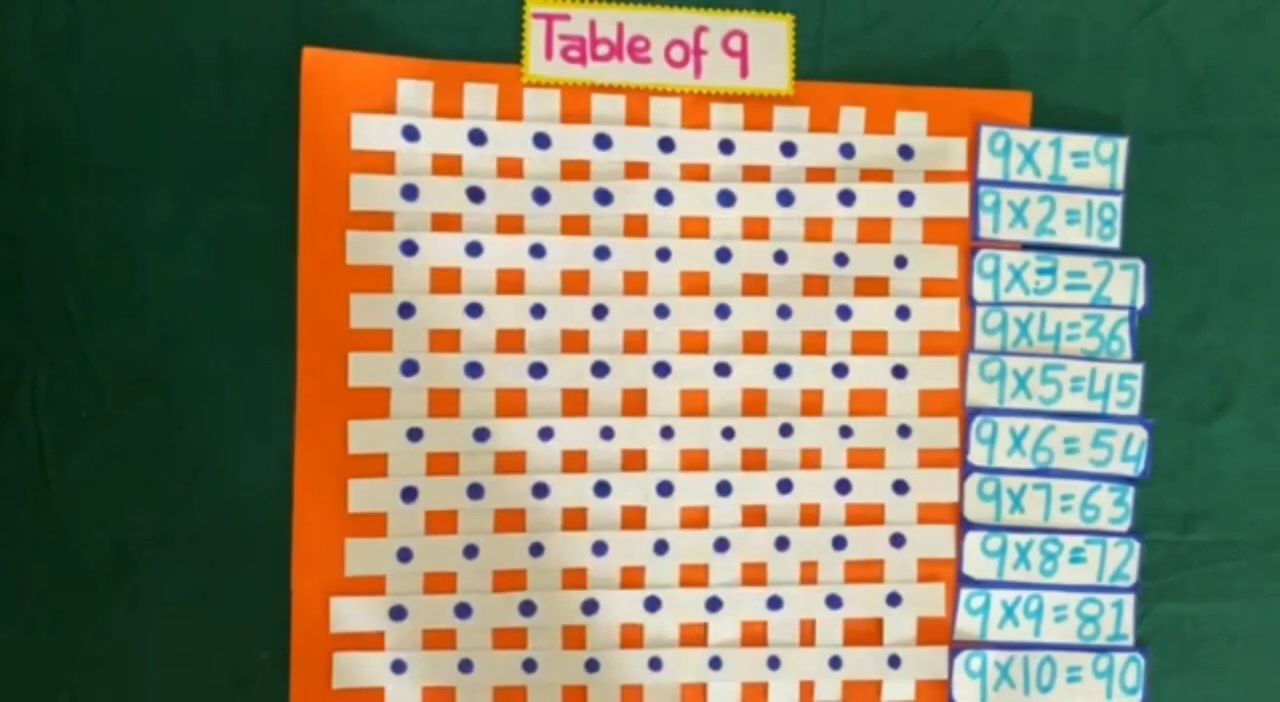 Table of 9
9x1=9
9x2=18
9x3=27
9x4=36
9x5=45
9x6=54
9x7=63
9x8=72
9x9=81
9x10=90